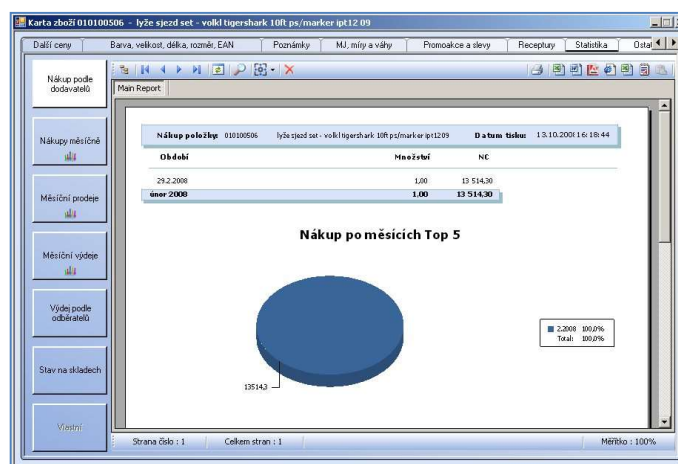 Karta zboží 010100506 - lyže sjezd set - volkl tigershark 10ft ps/marker ipt12 09
Další ceny Barva, velikost, délka, rozměr, EAN Poznámky MJ, míry a váhy Promoakce a slevy Receptury Statistika Ostat
Nákup podle
dodavatelů
Nákupy měsíčně
Měsíční prodeje
Měsíční výdeje
Výdej podle
odběratelů
Stav na skladech
Vlastní
Main Report
Nákup položky: 010100506 lyže sjezd set - volkl tigershark 10ft ps/marker ipt1209 Datum tisku: 13.10.2008 16:18:44
Období Množství NC
29.2.2008 1,00 13 514,30
únor 2008 1,00 13 514,30
Nákup po měsících Top 5
13514,3
2.2008 100,0%
Total: 100,0%
Strana číslo : 1 Celkem stran : 1 Měřítko : 100%